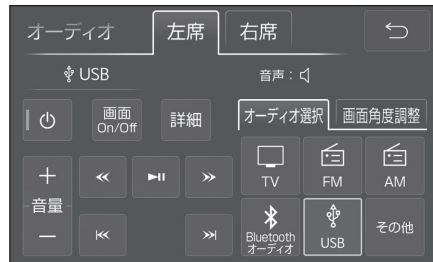 オーディオ 左席 右席
USB 音声：
画面
On/Off
詳細
オーディオ選択 画面角度調整
音量
TV FM AM
Bluetooth
オーディオ
USB
その他